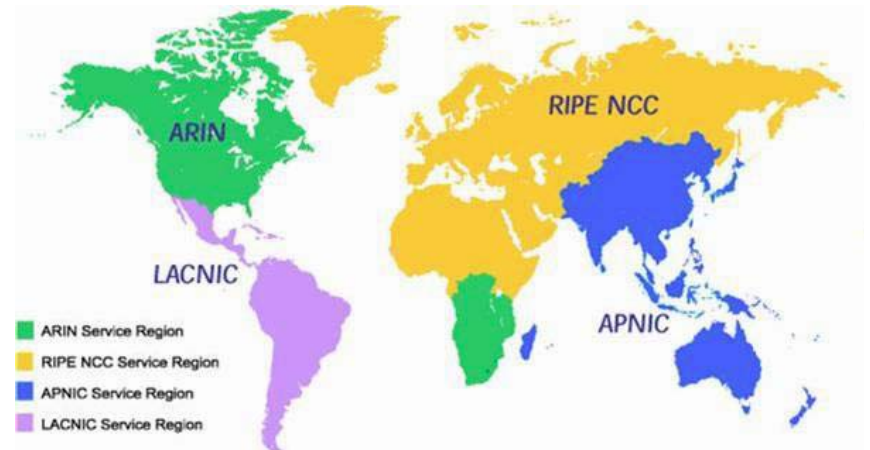 RIPE NCC
ARIN
LACNIC
APNIC
ARIN Service Region
RIPE NCC Service Region
APNIC Service Region
LACNIC Service Region